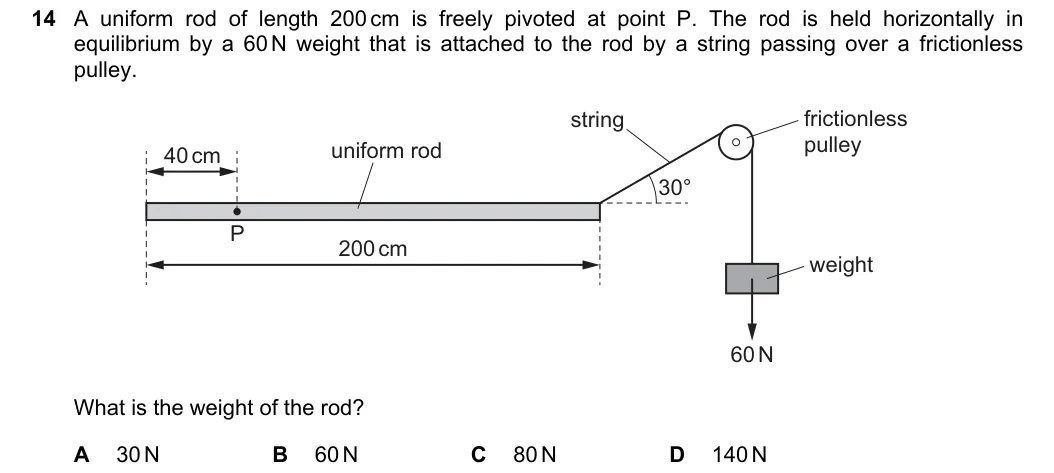 14 A uniform rod of length 200 cm is freely pivoted at point P. The rod is held horizontally in
equilibrium by a 60 N weight that is attached to the rod by a string passing over a frictionless
pulley.
string
frictionless
pulley
40 cm
uniform rod
30°
P
200 cm
weight
60 N
What is the weight of the rod?
A 30 N B 60 N C 80 N D 140 N